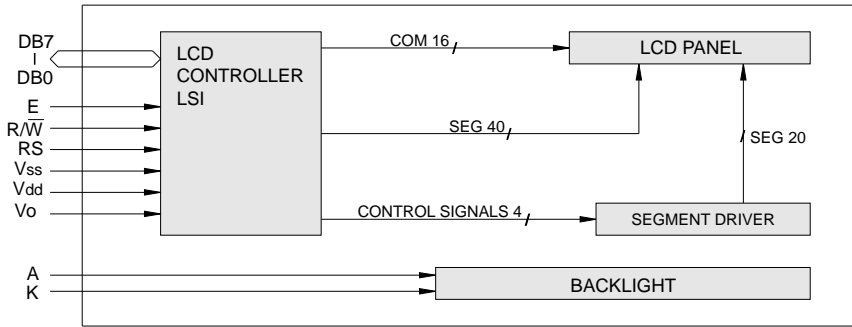 DB7
DB0
E
R/W̅
RS
Vss
Vdd
Vo
A
K
LCD
CONTROLLER
LSI
COM 16
LCD PANEL
SEG 40
SEG 20
CONTROL SIGNALS 4
SEGMENT DRIVER
BACKLIGHT